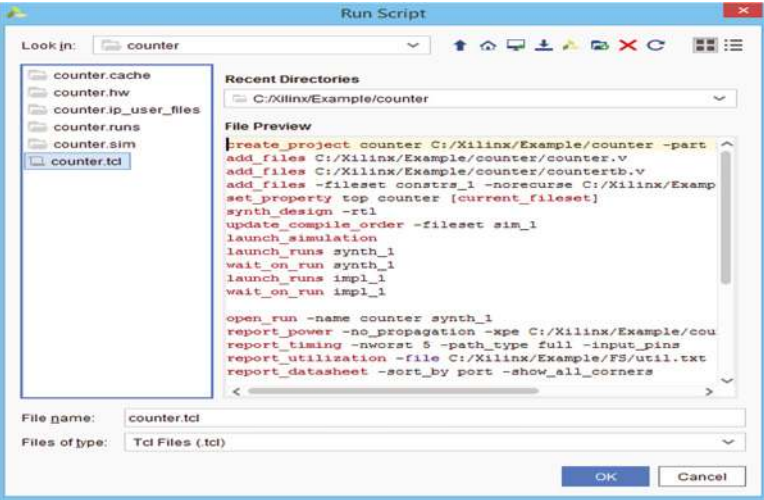 Run Script
Look in: counter
counter.cache
counter.hw
counter.ip_user_files
counter.runs
counter.sim
counter.tcl
Recent Directories
C:/Xilinx/Example/counter
File Preview
create_project counter C:/Xilinx/Example/counter -part
add_files C:/Xilinx/Example/counter/counter.v
add_files C:/Xilinx/Example/counter/countertb.v
add_files -fileset constrs_1 -norecurse C:/Xilinx/Examp
set_property top counter [current_fileset]
synth_design -rtl
update_compile_order -fileset sim_1
launch_simulation
launch_runs synth_1
wait_on_run synth_1
launch_runs impl_1
wait_on_run impl_1
open_run -name counter synth_1
report_power -no_propagation -xpe C:/Xilinx/Example/cou
report_timing -nworst 5 -path_type full -input_pins
report_utilization -file C:/Xilinx/Example/FS/util.txt
report_datasheet -sort_by port -show_all_corners
File name: counter.tcl
Files of type: Tcl Files (.tcl)
OK Cancel